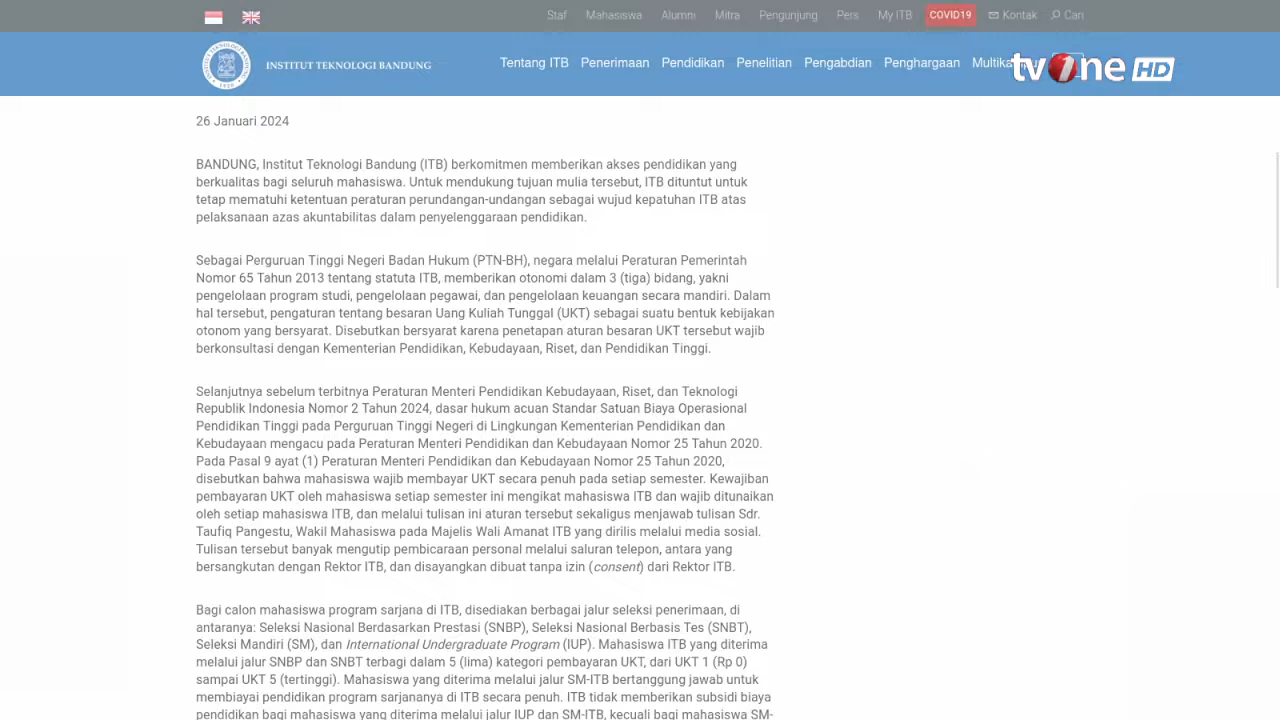 Staf Mahasiswa Alumni Mitra Pengunjung Pers My ITB COVID19 Kontak Cari
INSTITUT TEKNOLOGI BANDUNG
Tentang ITB Penerimaan Pendidikan Penelitian Pengabdian Penghargaan
tvOne HD
26 Januari 2024
BANDUNG, Institut Teknologi Bandung (ITB) berkomitmen memberikan akses pendidikan yang
berkualitas bagi seluruh mahasiswa. Untuk mendukung tujuan mulia tersebut, ITB dituntut untuk
tetap mematuhi ketentuan peraturan perundangan-undangan sebagai wujud kepatuhan ITB atas
pelaksanaan azas akuntabilitas dalam penyelenggaraan pendidikan.
Sebagai Perguruan Tinggi Negeri Badan Hukum (PTN-BH), negara melalui Peraturan Pemerintah
Nomor 65 Tahun 2013 tentang statuta ITB, memberikan otonomi dalam 3 (tiga) bidang, yakni
pengelolaan program studi, pengelolaan pegawai, dan pengelolaan keuangan secara mandiri. Dalam
hal tersebut, pengaturan tentang besaran Uang Kuliah Tunggal (UKT) sebagai suatu bentuk kebijakan
otonom yang bersyarat. Disebutkan bersyarat karena penetapan aturan besaran UKT tersebut wajib
berkonsultasi dengan Kementerian Pendidikan, Kebudayaan, Riset, dan Pendidikan Tinggi.
Selanjutnya sebelum terbitnya Peraturan Menteri Pendidikan Kebudayaan, Riset, dan Teknologi
Republik Indonesia Nomor 2 Tahun 2024, dasar hukum acuan Standar Satuan Biaya Operasional
Pendidikan Tinggi pada Perguruan Tinggi Negeri di Lingkungan Kementerian Pendidikan dan
Kebudayaan mengacu pada Peraturan Menteri Pendidikan dan Kebudayaan Nomor 25 Tahun 2020.
Pada Pasal 9 ayat (1) Peraturan Menteri Pendidikan dan Kebudayaan Nomor 25 Tahun 2020,
disebutkan bahwa mahasiswa wajib membayar UKT secara penuh pada setiap semester. Kewajiban
pembayaran UKT oleh mahasiswa setiap semester ini mengikat mahasiswa ITB dan wajib ditunaikan
oleh setiap mahasiswa ITB, dan melalui tulisan ini aturan tersebut sekaligus menjawab tulisan Sdr.
Taufiq Pangestu, Wakil Mahasiswa pada Majelis Wali Amanat ITB yang dirilis melalui media sosial.
Tulisan tersebut banyak mengutip pembicaraan personal melalui saluran telepon, antara yang
bersangkutan dengan Rektor ITB, dan disayangkan dibuat tanpa izin (consent) dari Rektor ITB.
Bagi calon mahasiswa program sarjana di ITB, disediakan berbagai jalur seleksi penerimaan, di
antaranya: Seleksi Nasional Berdasarkan Prestasi (SNBP), Seleksi Nasional Berbasis Tes (SNBT),
Seleksi Mandiri (SM), dan International Undergraduate Program (IUP). Mahasiswa ITB yang diterima
melalui jalur SNBP dan SNBT terbagi dalam 5 (lima) kategori pembayaran UKT, dari UKT 1 (Rp 0)
sampai UKT 5 (tertinggi). Mahasiswa yang diterima melalui jalur SM-ITB bertanggung jawab untuk
membiayai pendidikan program sarjananya di ITB secara penuh. ITB tidak memberikan subsidi biaya
pendidikan bagi mahasiswa yang diterima melalui jalur IUP dan SM-ITB, kecuali bagi mahasiswa SM-